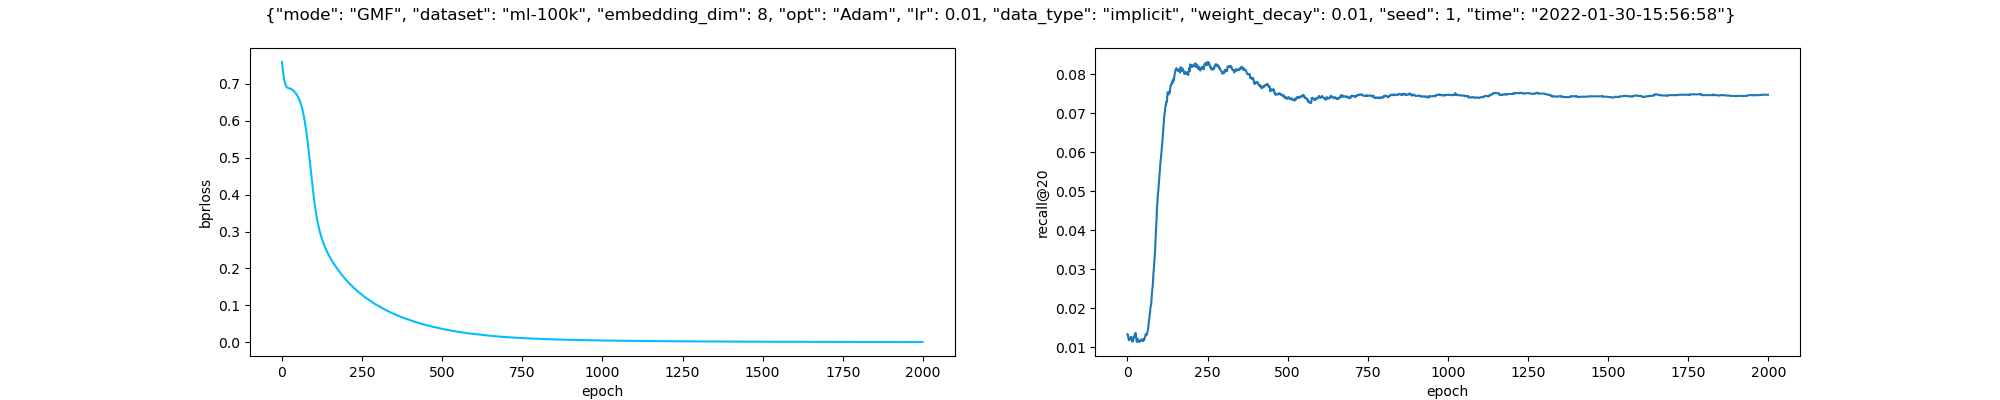 {"mode": "GMF", "dataset": "ml-100k", "embedding_dim": 8, "opt": "Adam", "lr": 0.01, "data_type": "implicit", "weight_decay": 0.01, "seed": 1, "time": "2022-01-30-15:56:58"}
bprloss
0.7
0.6
0.5
0.4
0.3
0.2
0.1
0.0
0 250 500 750 1000 1250 1500 1750 2000
epoch
recall@20
0.08
0.07
0.06
0.05
0.04
0.03
0.02
0.01
0 250 500 750 1000 1250 1500 1750 2000
epoch